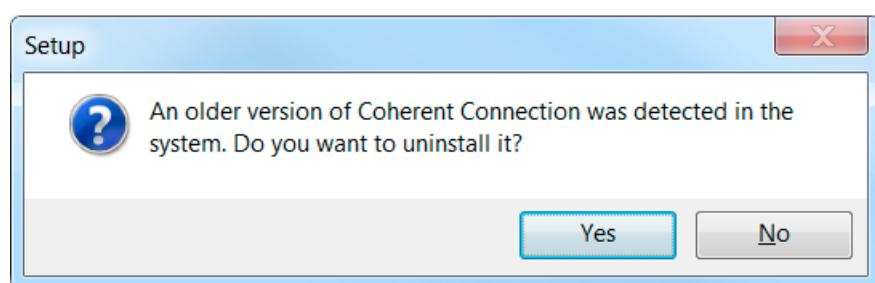 Setup
An older version of Coherent Connection was detected in the
system. Do you want to uninstall it?
Yes
No